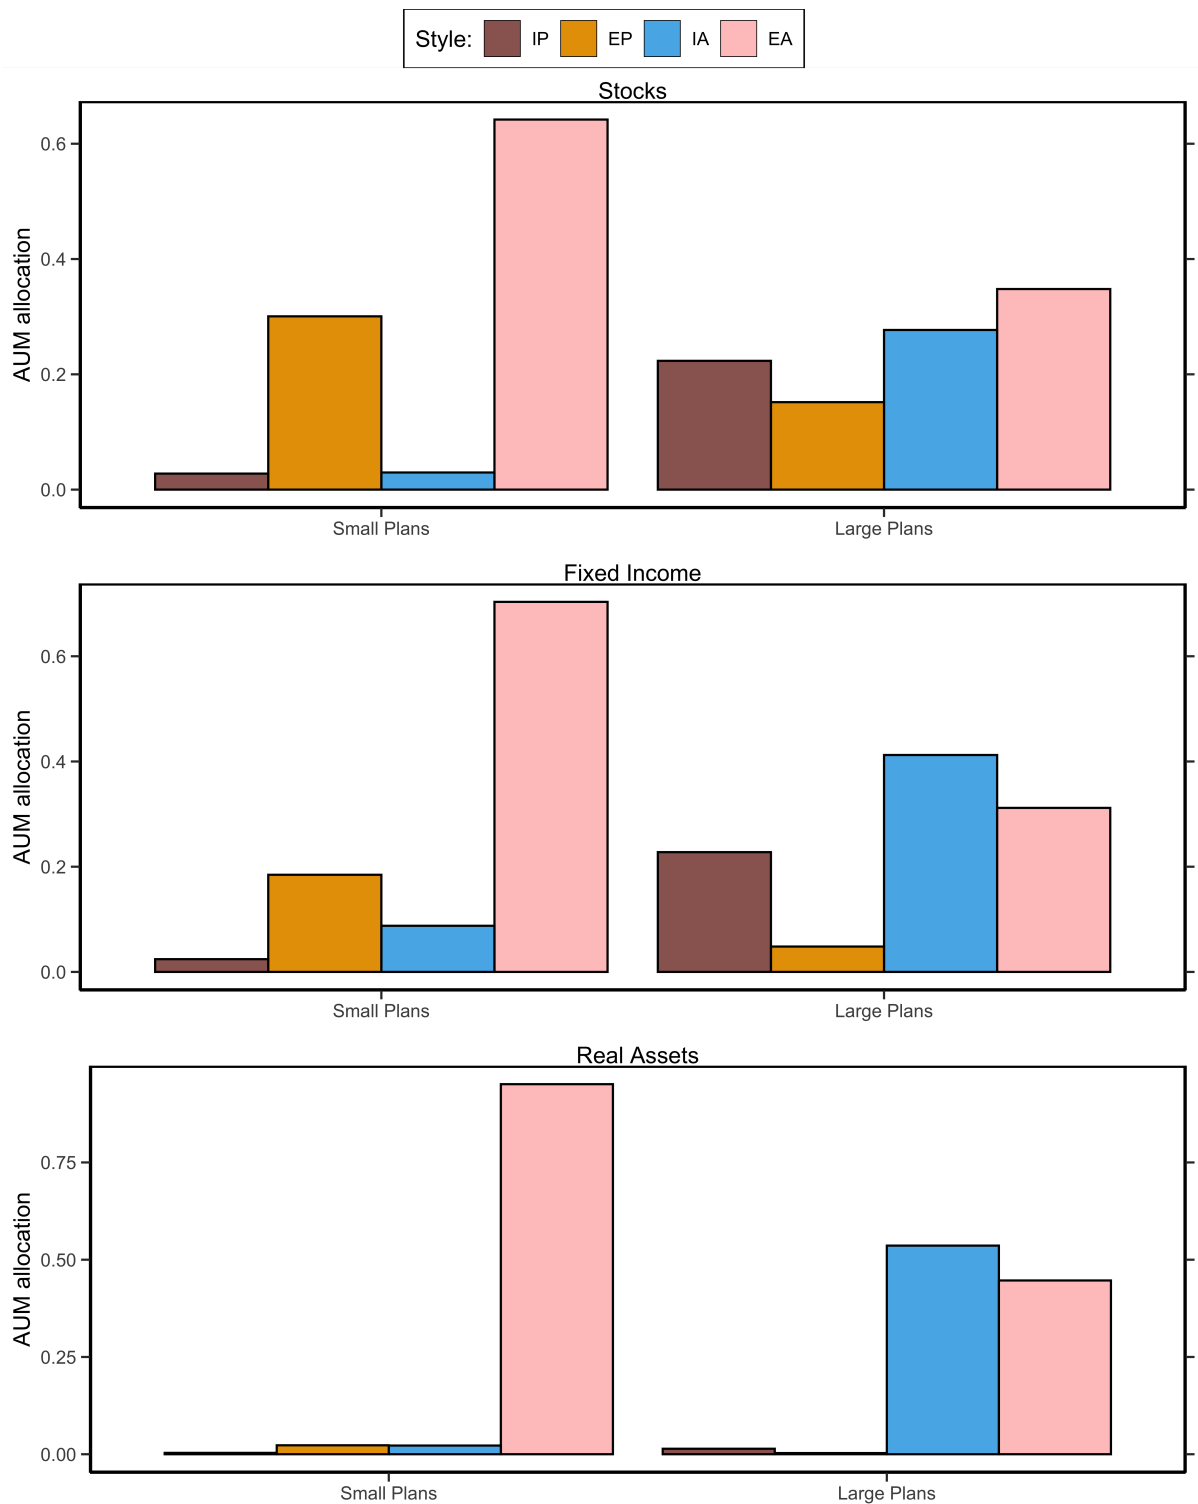 Style: IP EP IA EA
Stocks
AUM allocation
0.6
0.4
0.2
0.0
Small Plans Large Plans
Fixed Income
AUM allocation
0.6
0.4
0.2
0.0
Small Plans Large Plans
Real Assets
AUM allocation
0.75
0.50
0.25
0.00
Small Plans Large Plans